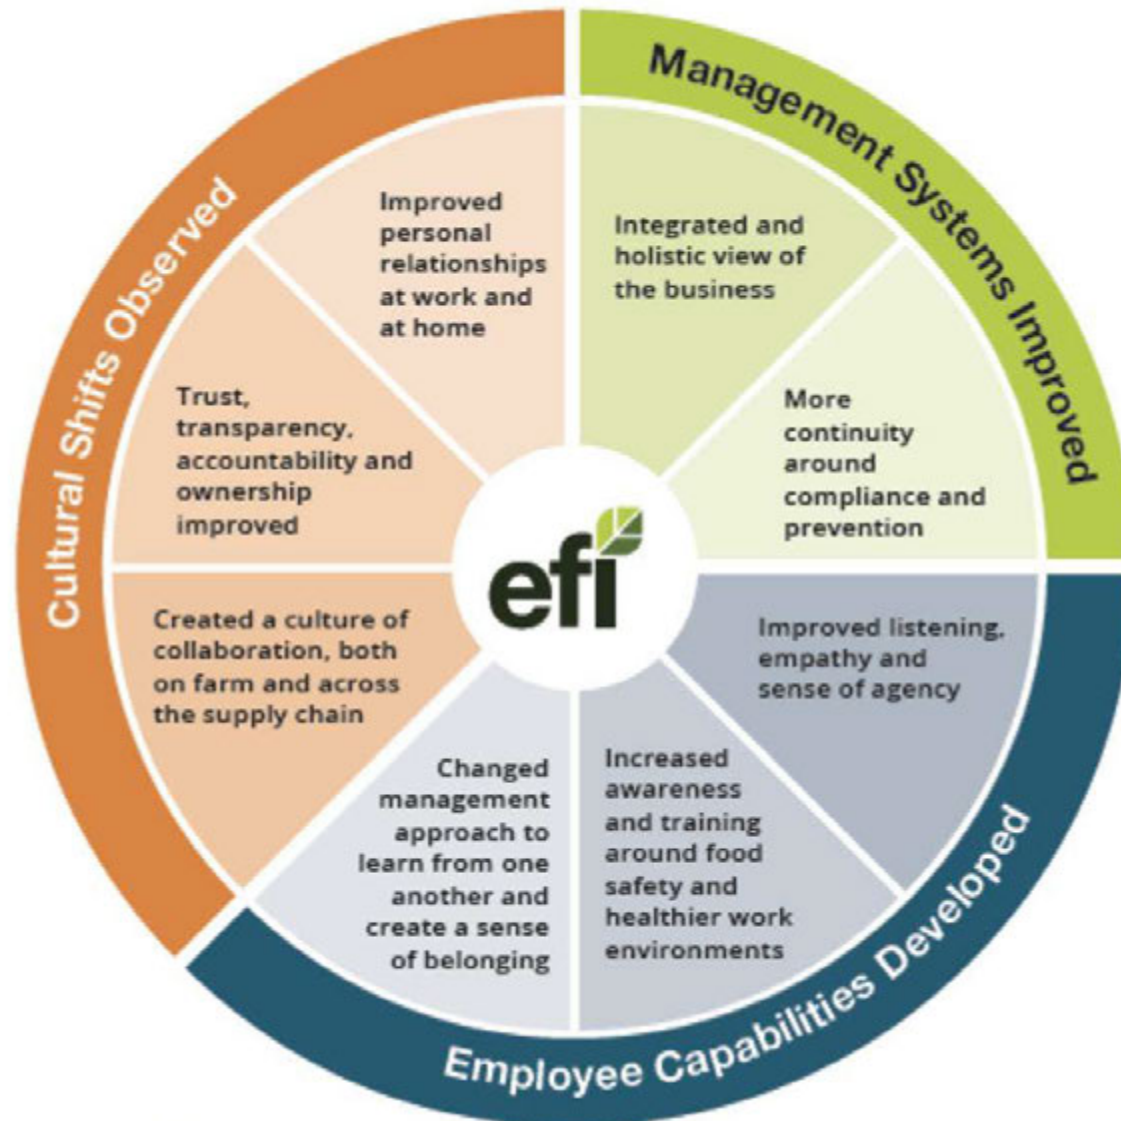 Management Systems Improved
Integrated and
holistic view of
the business
More
continuity
around
compliance and
prevention
Employee Capabilities Developed
Improved listening,
empathy and
sense of agency
Increased
awareness
and training
around food
safety and
healthier work
environments
Changed
management
approach to
learn from one
another and
create a sense
of belonging
Cultural Shifts Observed
Created a culture of
collaboration, both
on farm and across
the supply chain
Trust,
transparency,
accountability and
ownership
improved
Improved
personal
relationships
at work and
at home
efi